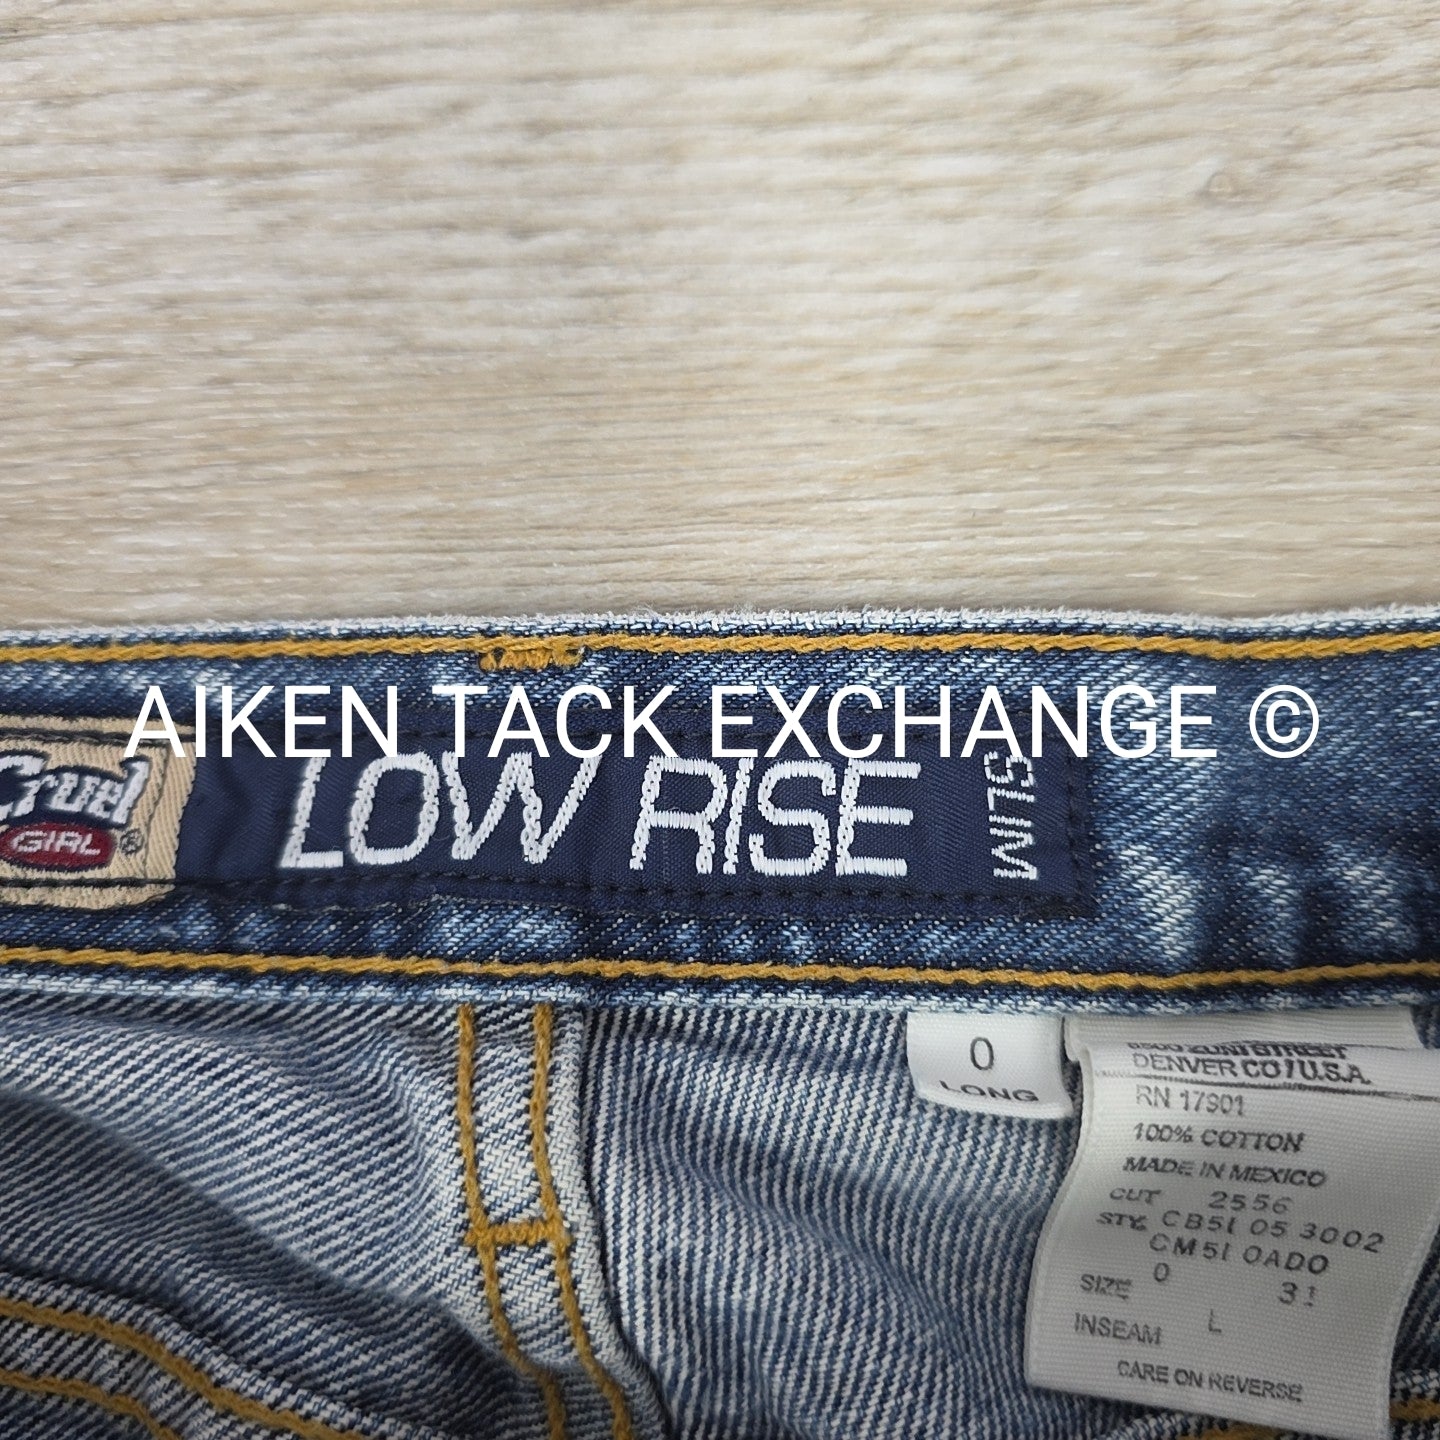 AIKEN TACK EXCHANGE ©
Cruel
GIRL ®
LOW RISE
SLIM
0
LONG
STREET
DENVER CO / U.S.A.
RN 17901
100% COTTON
MADE IN MEXICO
CUT 2556
STY. CB51 05 3002
CM51 0ADO
SIZE 0 31
INSEAM L
CARE ON REVERSE